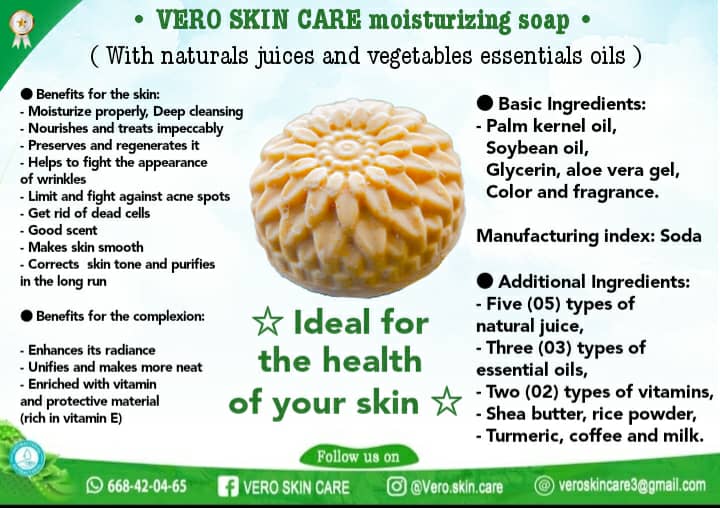 • VERO SKIN CARE moisturizing soap •
( With naturals juices and vegetables essentials oils )
● Benefits for the skin:
- Moisturize properly, Deep cleansing
- Nourishes and treats impeccably
- Preserves and regenerates it
- Helps to fight the appearance
of wrinkles
- Limit and fight against acne spots
- Get rid of dead cells
- Good scent
- Makes skin smooth
- Corrects skin tone and purifies
in the long run
● Benefits for the complexion:
- Enhances its radiance
- Unifies and makes more neat
- Enriched with vitamin
and protective material
(rich in vitamin E)
☆ Ideal for
the health
of your skin ☆
● Basic Ingredients:
- Palm kernel oil,
Soybean oil,
Glycerin, aloe vera gel,
Color and fragrance.
Manufacturing index: Soda
● Additional Ingredients:
- Five (05) types of
natural juice,
- Three (03) types of
essential oils,
- Two (02) types of vitamins,
- Shea butter, rice powder,
- Turmeric, coffee and milk.
Follow us on
668-42-04-65
VERO SKIN CARE
@Vero.skin.care
veroskincare3@gmail.com